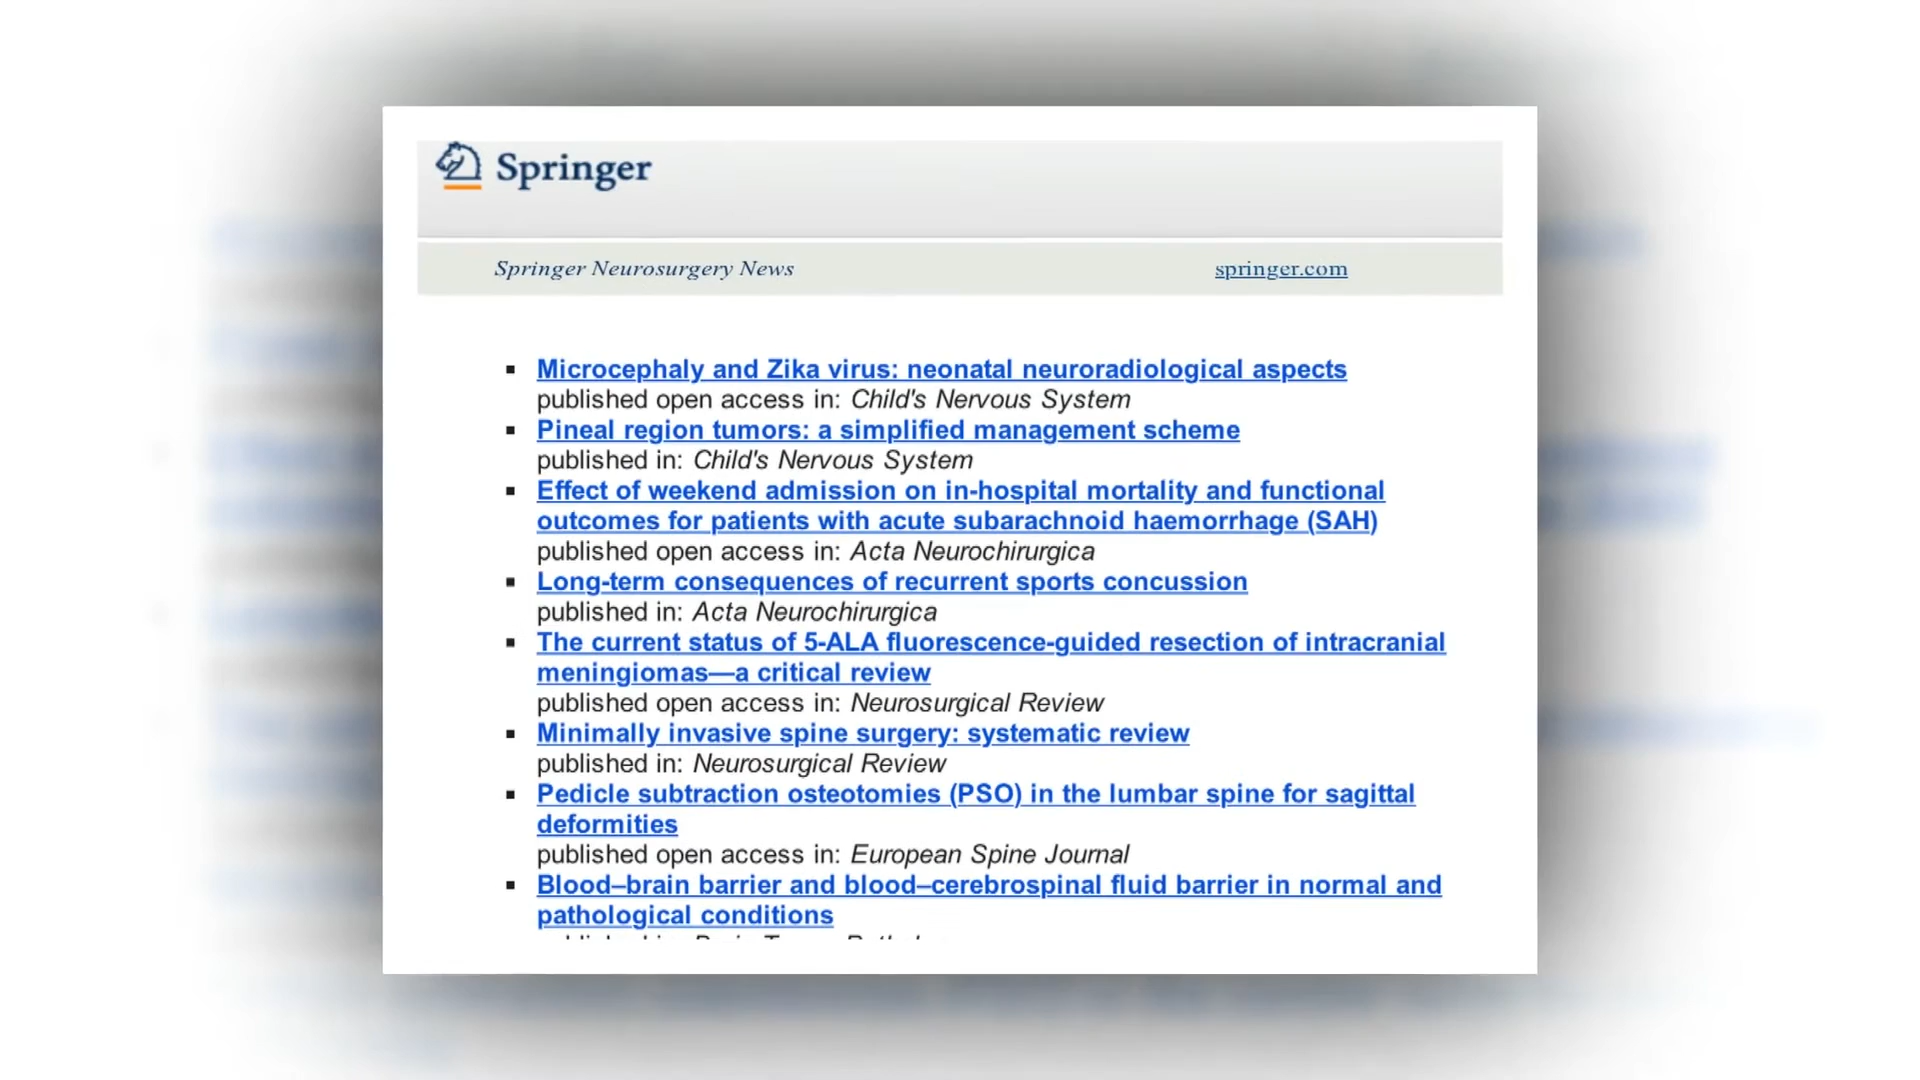 Springer
Springer Neurosurgery News springer.com
Microcephaly and Zika virus: neonatal neuroradiological aspects
published open access in: Child's Nervous System
Pineal region tumors: a simplified management scheme
published in: Child's Nervous System
Effect of weekend admission on in-hospital mortality and functional
outcomes for patients with acute subarachnoid haemorrhage (SAH)
published open access in: Acta Neurochirurgica
Long-term consequences of recurrent sports concussion
published in: Acta Neurochirurgica
The current status of 5-ALA fluorescence-guided resection of intracranial
meningiomas—a critical review
published open access in: Neurosurgical Review
Minimally invasive spine surgery: systematic review
published in: Neurosurgical Review
Pedicle subtraction osteotomies (PSO) in the lumbar spine for sagittal
deformities
published open access in: European Spine Journal
Blood–brain barrier and blood–cerebrospinal fluid barrier in normal and
pathological conditions